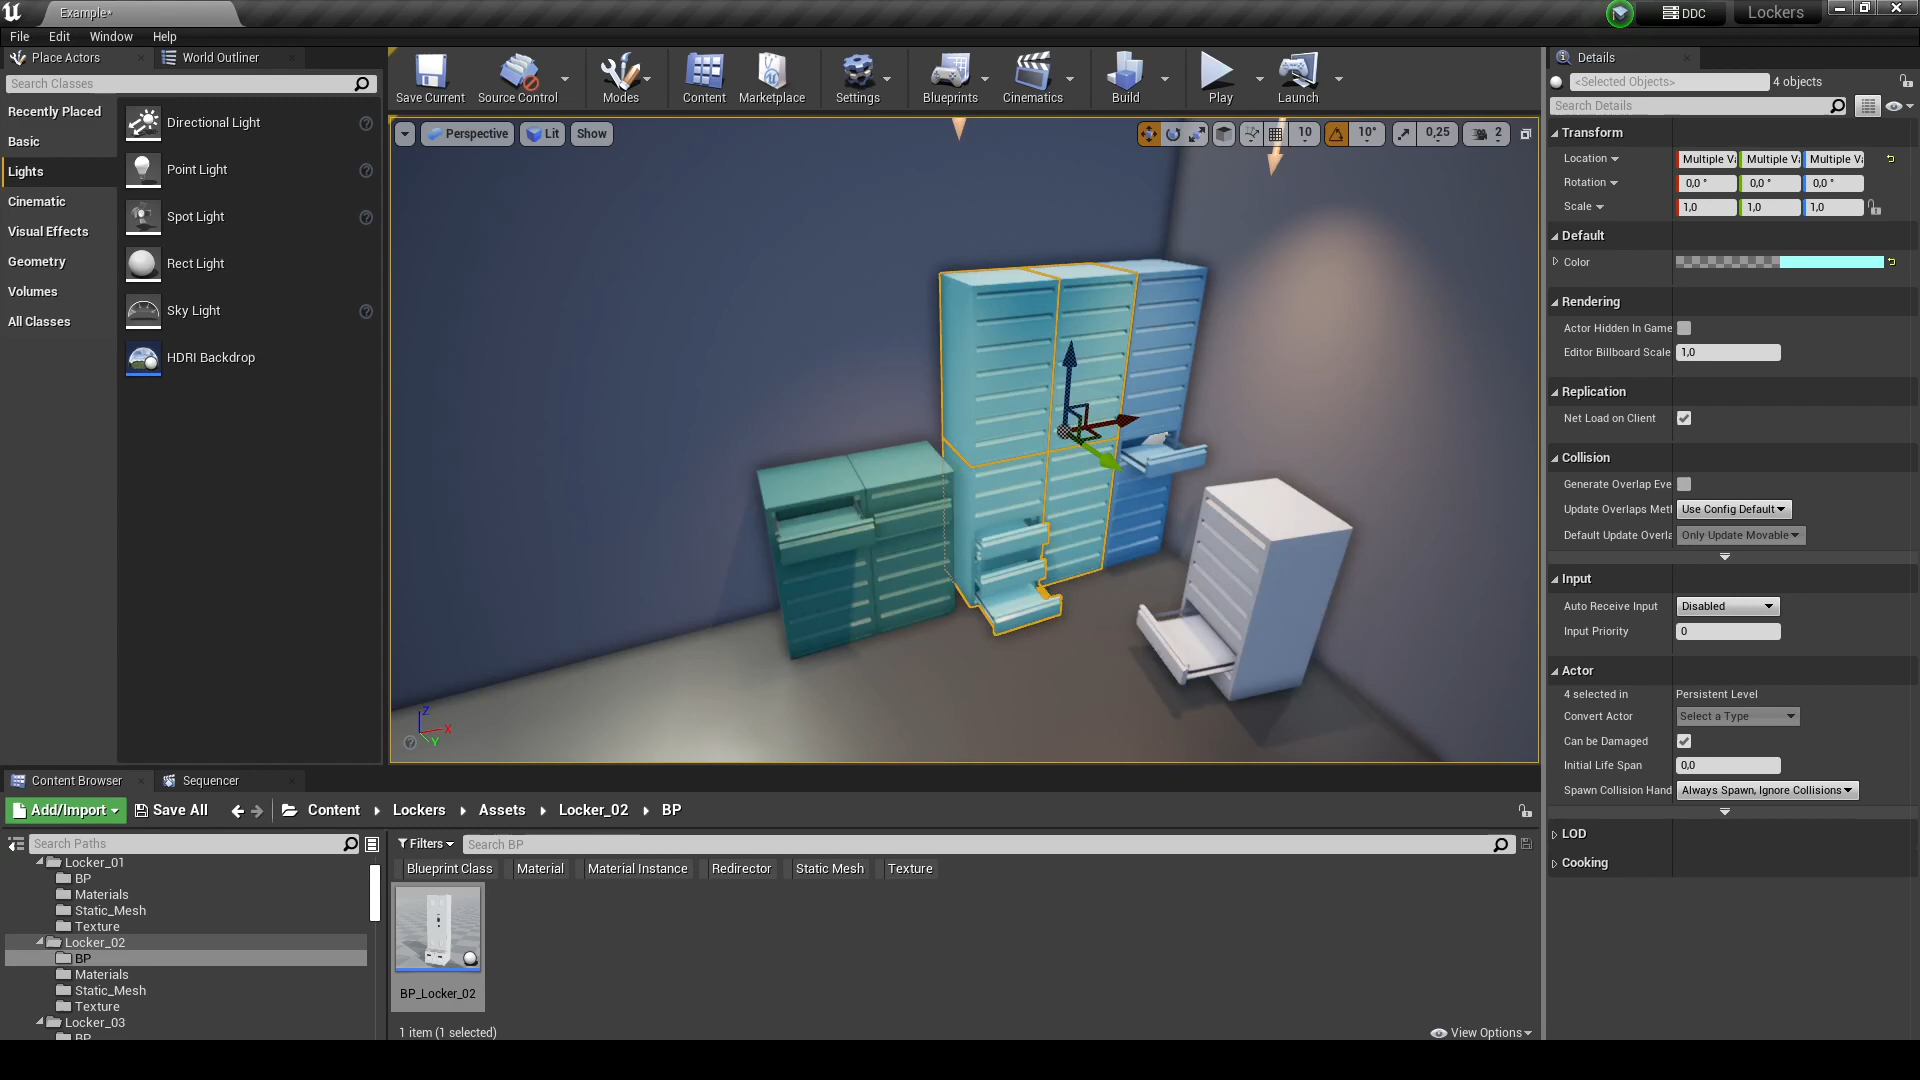 Example*
DDC
Lockers
File Edit Window Help
Place Actors
World Outliner
Search Classes
Recently Placed
Basic
Lights
Cinematic
Visual Effects
Geometry
Volumes
All Classes
Directional Light
Point Light
Spot Light
Rect Light
Sky Light
HDRI Backdrop
Save Current
Source Control
Modes
Content
Marketplace
Settings
Blueprints
Cinematics
Build
Play
Launch
Perspective
Lit
Show
10
10°
0,25
2
Z
X
Y
Details
<Selected Objects>
4 objects
Search Details
Transform
Location Multiple Va Multiple Va Multiple Va
Rotation 0,0 ° 0,0 ° 0,0 °
Scale 1,0 1,0 1,0
Default
Color
Rendering
Actor Hidden In Game
Editor Billboard Scale 1,0
Replication
Net Load on Client
Collision
Generate Overlap Eve
Update Overlaps Met Use Config Default
Default Update Overla Only Update Movable
Input
Auto Receive Input Disabled
Input Priority 0
Actor
4 selected in Persistent Level
Convert Actor Select a Type
Can be Damaged
Initial Life Span 0,0
Spawn Collision Hand Always Spawn, Ignore Collisions
LOD
Cooking
Content Browser
Sequencer
Add/Import
Save All
Content
Lockers
Assets
Locker_02
BP
Search Paths
Filters
Search BP
Locker_01
BP
Materials
Static_Mesh
Texture
Locker_02
BP
Materials
Static_Mesh
Texture
Locker_03
BP
Blueprint Class
Material
Material Instance
Redirector
Static Mesh
Texture
BP_Locker_02
1 item (1 selected)
View Options